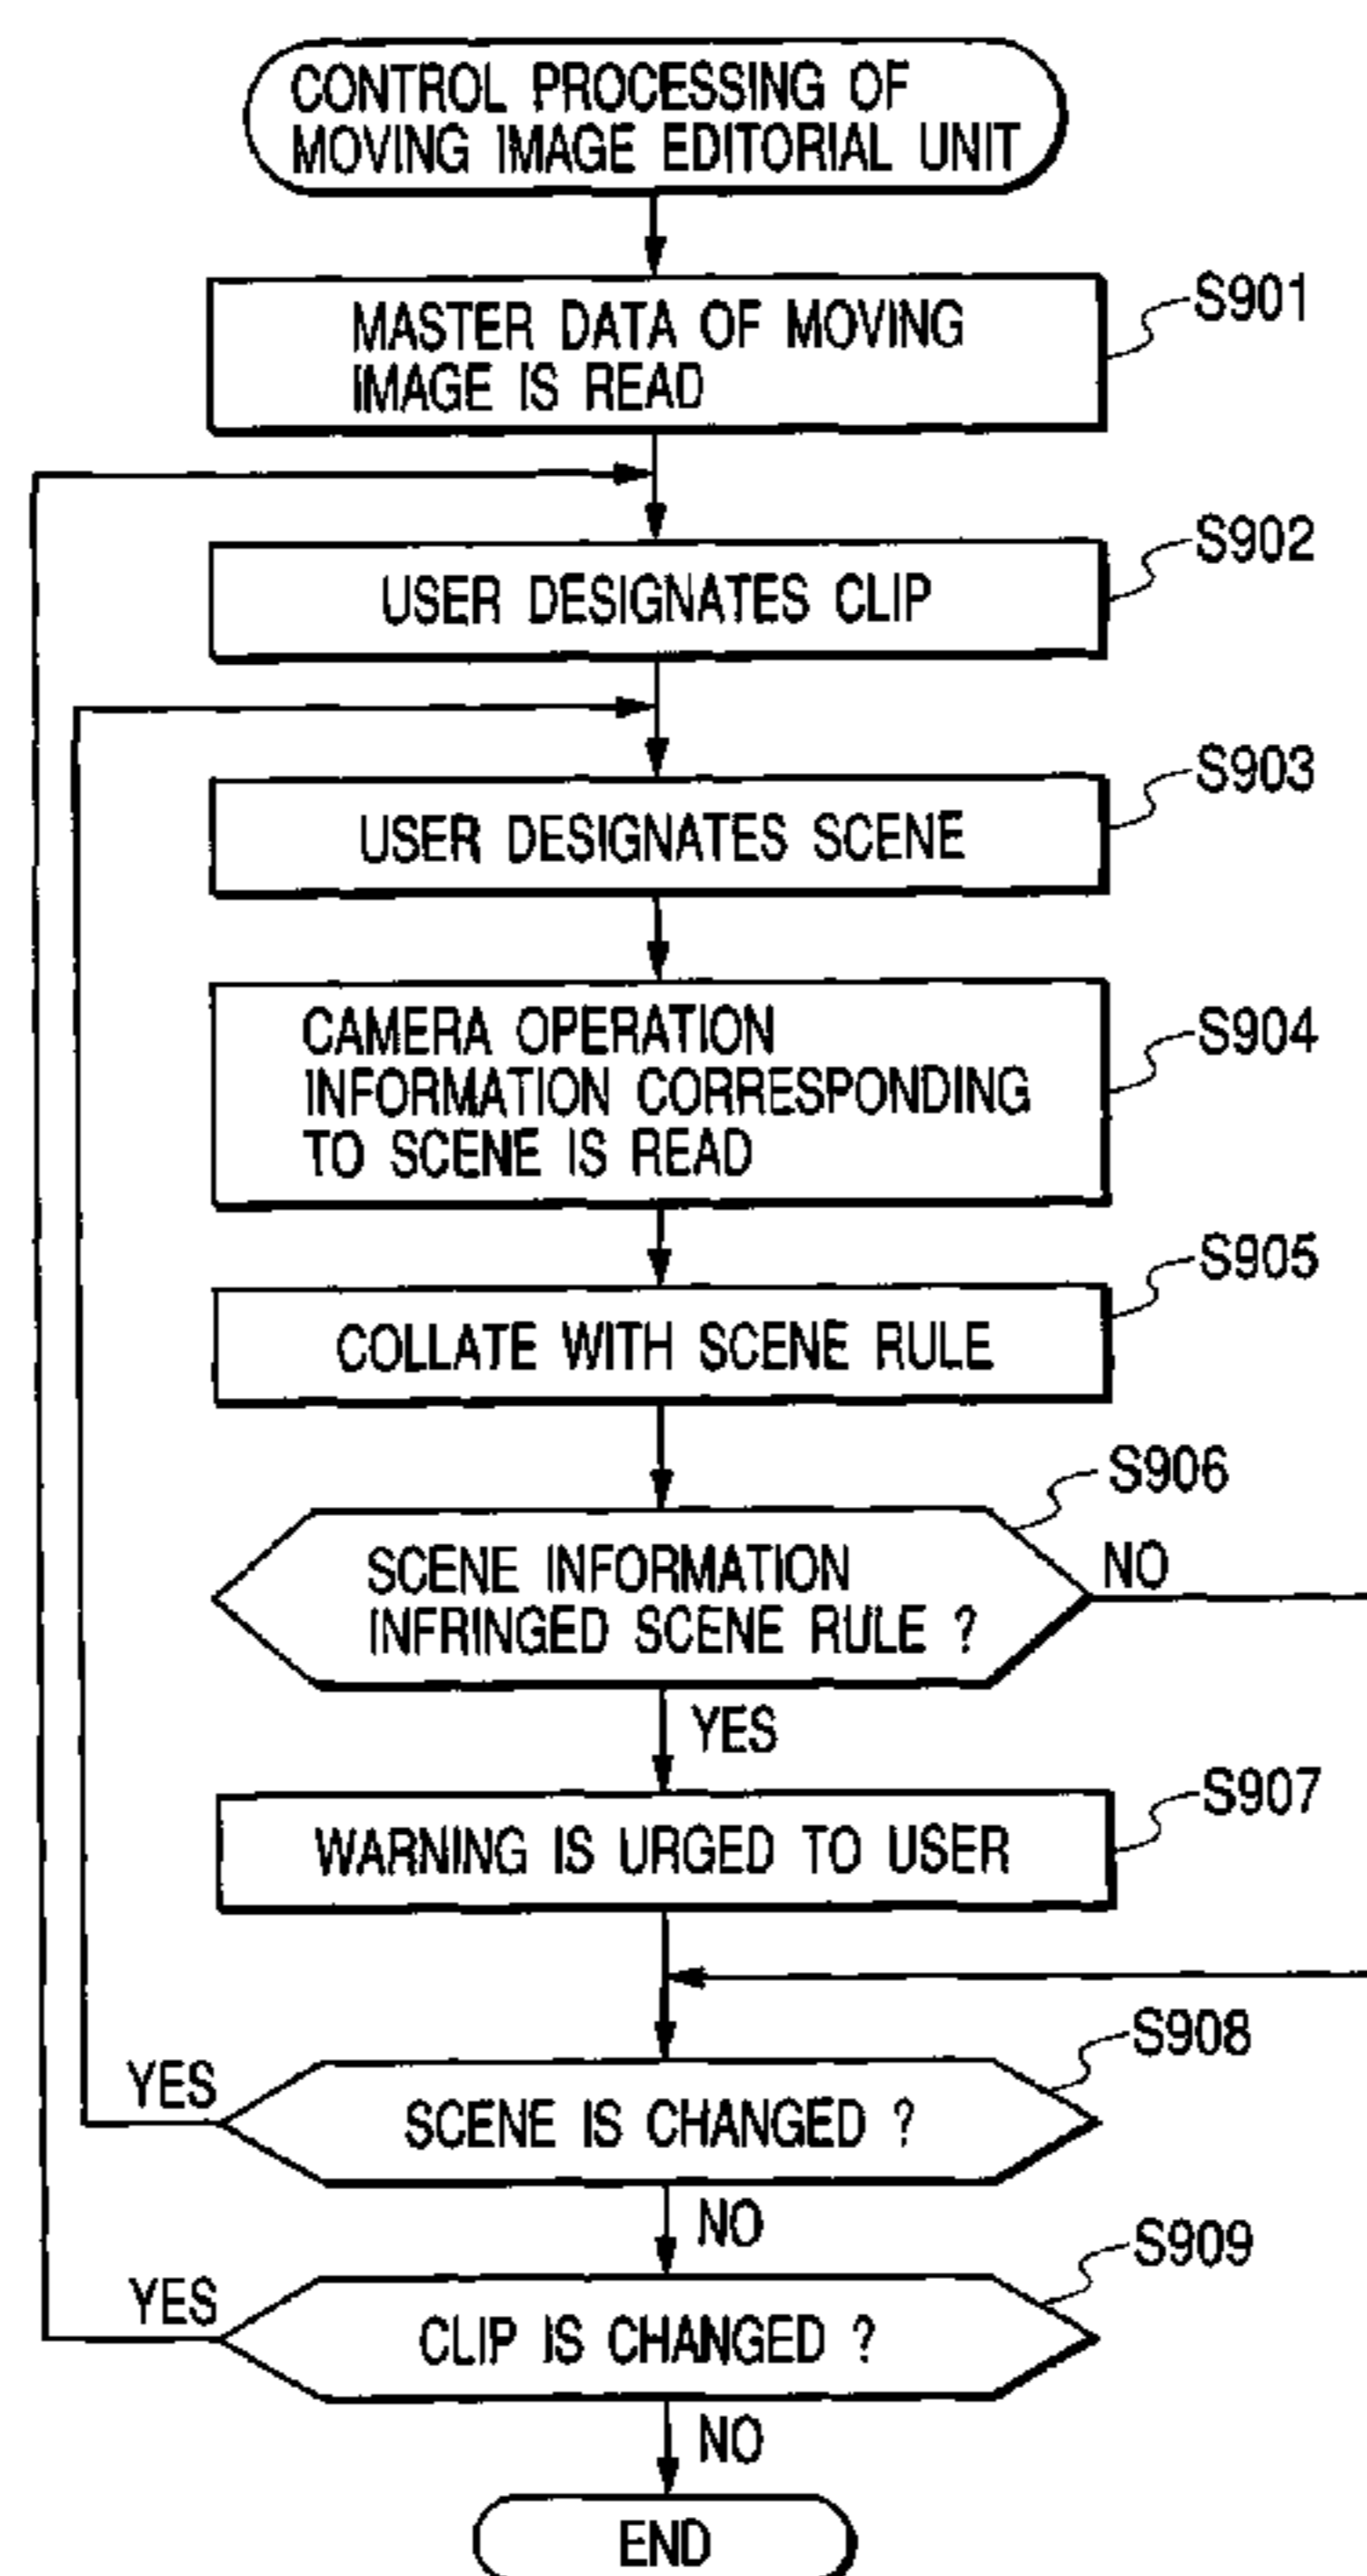 CONTROL PROCESSING OF
MOVING IMAGE EDITORIAL UNIT
MASTER DATA OF MOVING
IMAGE IS READ
S901
USER DESIGNATES CLIP
S902
USER DESIGNATES SCENE
S903
CAMERA OPERATION
INFORMATION CORRESPONDING
TO SCENE IS READ
S904
COLLATE WITH SCENE RULE
S905
SCENE INFORMATION
INFRINGED SCENE RULE ?
S906
NO
YES
WARNING IS URGED TO USER
S907
SCENE IS CHANGED ?
S908
YES
NO
CLIP IS CHANGED ?
S909
YES
NO
END